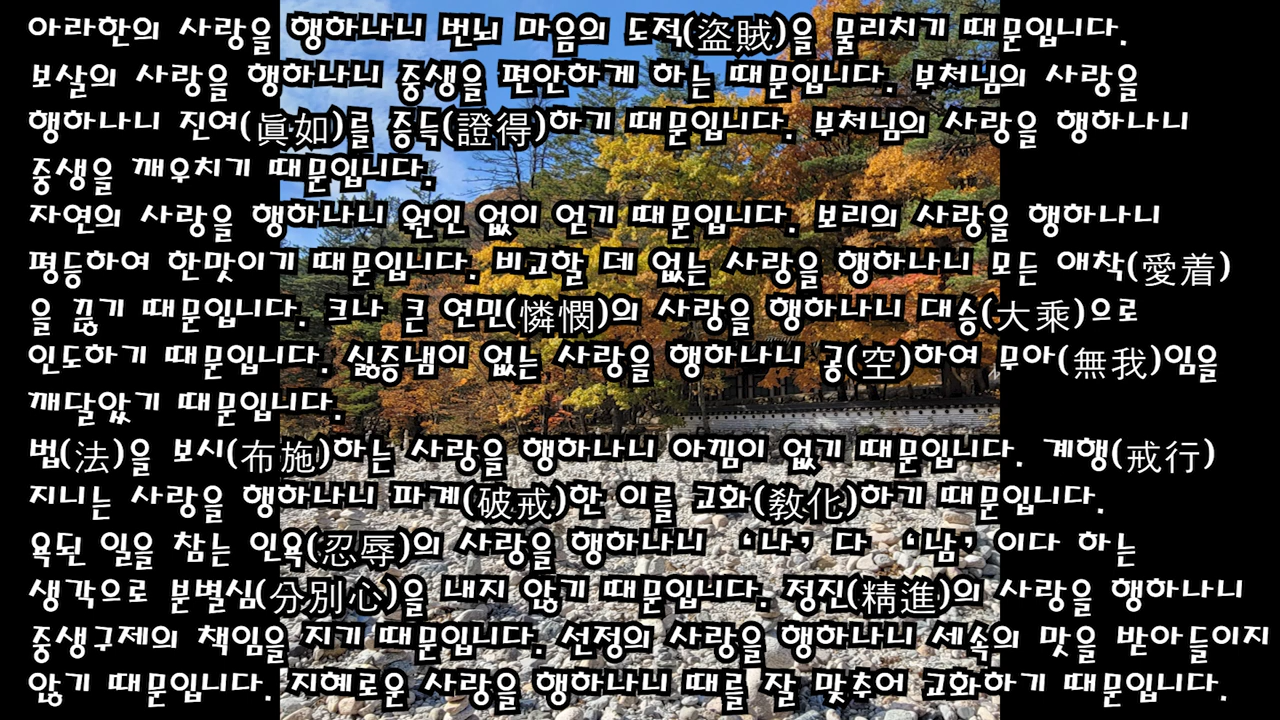 아라한의 사랑을 행하나니 번뇌 마음의 도적(盜賊)을 물리치기 때문입니다.
보살의 사랑을 행하나니 중생을 편안하게 하는 때문입니다. 부처님의 사랑을
행하나니 진여(眞如)를 증득(證得)하기 때문입니다. 부처님의 사랑을 행하나니
중생을 깨우치기 때문입니다.
자연의 사랑을 행하나니 원인 없이 얻기 때문입니다. 보리의 사랑을 행하나니
평등하여 한맛이기 때문입니다. 비교할 데 없는 사랑을 행하나니 모든 애착(愛着)
을 끊기 때문입니다. 크나 큰 연민(憐憫)의 사랑을 행하나니 대승(大乘)으로
인도하기 때문입니다. 싫증냄이 없는 사랑을 행하나니 공(空)하여 무아(無我)임을
깨달았기 때문입니다.
법(法)을 보시(布施)하는 사랑을 행하나니 아낌이 없기 때문입니다. 계행(戒行)
지니는 사랑을 행하나니 파계(破戒)한 이를 교화(敎化)하기 때문입니다.
욕된 일을 참는 인욕(忍辱)의 사랑을 행하나니 ‘나’ 다 ‘남’ 이다 하는
생각으로 분별심(分別心)을 내지 않기 때문입니다. 정진(精進)의 사랑을 행하나니
중생구제의 책임을 지기 때문입니다. 선정의 사랑을 행하나니 세속의 맛을 받아들이지
않기 때문입니다. 지혜로운 사랑을 행하나니 때를 잘 맞추어 교화하기 때문입니다.